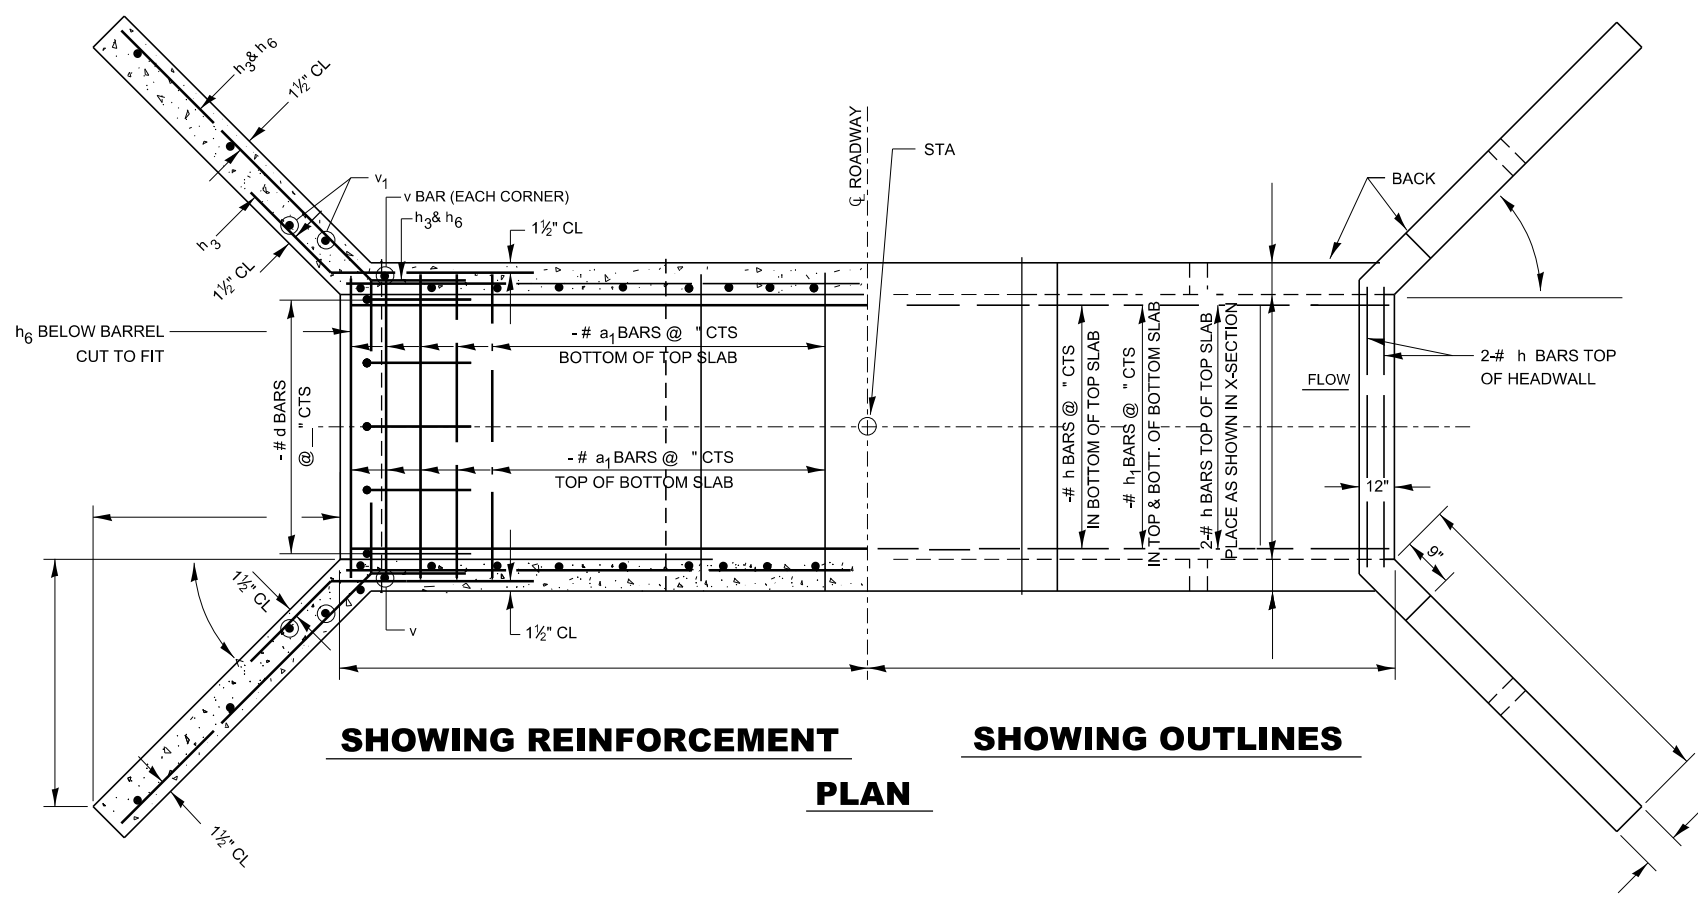 h3& h6
1½" CL
v1
v BAR (EACH CORNER)
h3& h6
h3
1½" CL
1½" CL
℄ ROADWAY
STA
BACK
h6 BELOW BARREL
CUT TO FIT
- # a1 BARS @ " CTS
BOTTOM OF TOP SLAB
- # d BARS
@ __" CTS
- # a1 BARS @ " CTS
TOP OF BOTTOM SLAB
-# h BARS @ " CTS
IN BOTTOM OF TOP SLAB
-# h1 BARS @ " CTS
IN TOP & BOTT. OF BOTTOM SLAB
2-# h BARS TOP OF TOP SLAB
PLACE AS SHOWN IN X-SECTION
FLOW
2-# h BARS TOP
OF HEADWALL
12"
9"
1½" CL
v
1½" CL
1½" CL
SHOWING REINFORCEMENT
SHOWING OUTLINES
PLAN